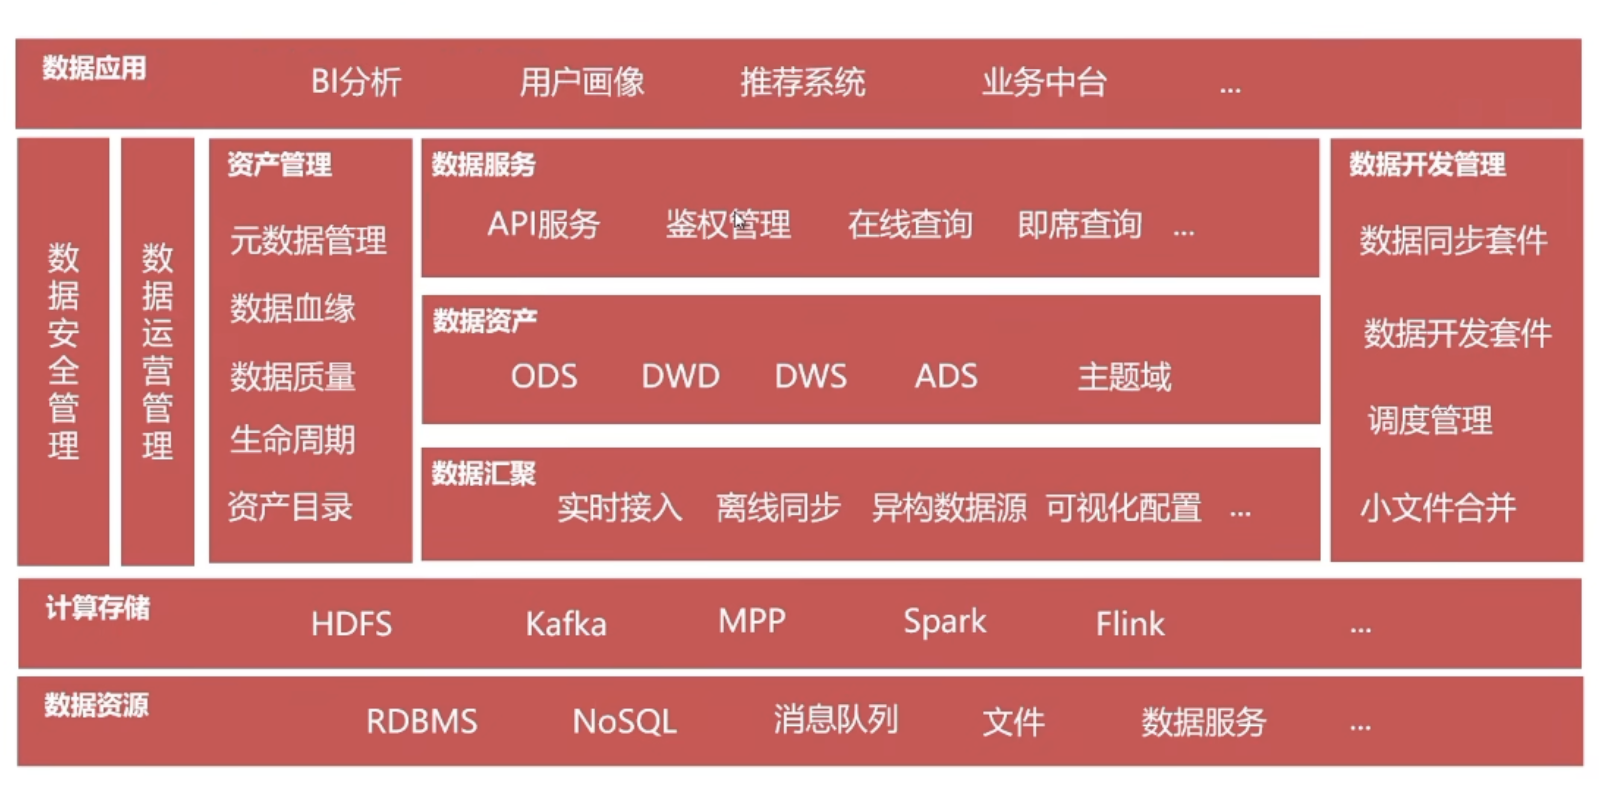 数据应用
BI分析 用户画像 推荐系统 业务中台 ...
数据安全管理
数据运营管理
资产管理
元数据管理
数据血缘
数据质量
生命周期
资产目录
数据服务
API服务 鉴权管理 在线查询 即席查询 ...
数据资产
ODS DWD DWS ADS 主题域
数据汇聚
实时接入 离线同步 异构数据源 可视化配置 ...
数据开发管理
数据同步套件
数据开发套件
调度管理
小文件合并
计算存储
HDFS Kafka MPP Spark Flink ...
数据资源
RDBMS NoSQL 消息队列 文件 数据服务 ...